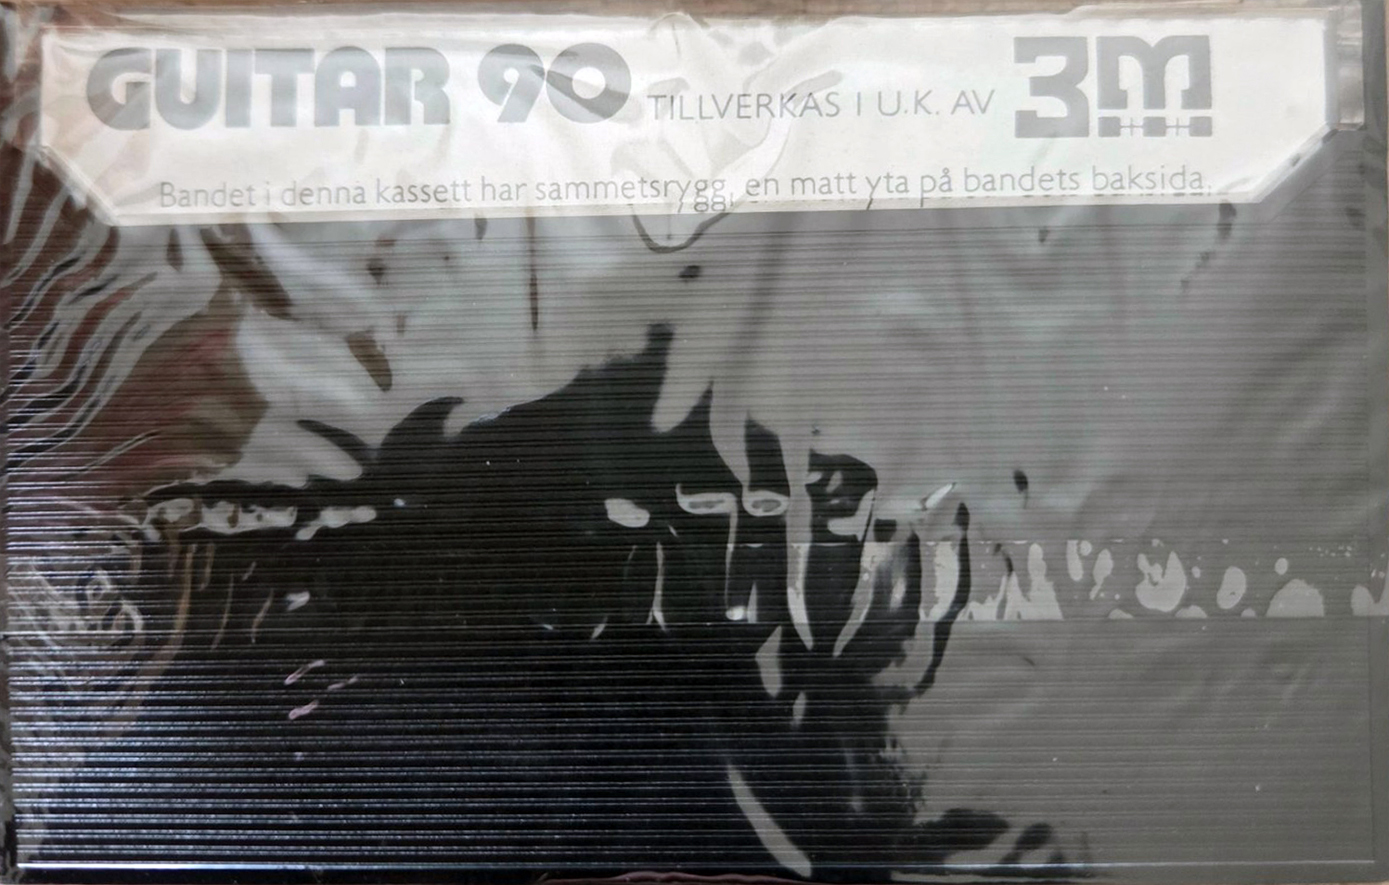 GUITAR 90 TILLVERKAS I U.K. AV 3M
Bandet i denna kassett har sammetsrygg, en matt yta på bandets baksida.